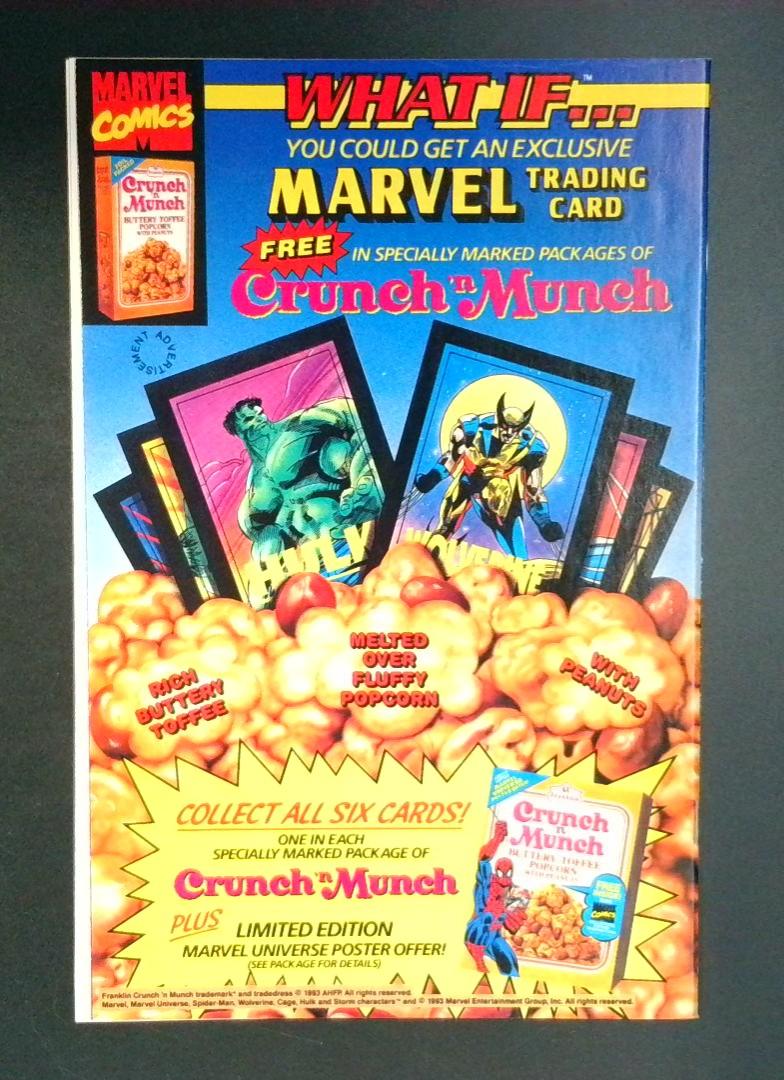 MARVEL
COMICS
WHAT IF...™
YOU COULD GET AN EXCLUSIVE
MARVEL TRADING
CARD
FREE IN SPECIALLY MARKED PACKAGES OF
Crunch 'n Munch
Crunch
'n
Munch
BUTTERY TOFFEE
POPCORN
WITH PEANUTS
ADVERTISEMENT
HULK
WOLVERINE
RICH
BUTTERY
TOFFEE
MELTED
OVER
FLUFFY
POPCORN
WITH
PEANUTS
COLLECT ALL SIX CARDS!
ONE IN EACH
SPECIALLY MARKED PACKAGE OF
Crunch 'n Munch
PLUS LIMITED EDITION
MARVEL UNIVERSE POSTER OFFER!
(SEE PACKAGE FOR DETAILS)
Crunch
'n
Munch
BUTTERY TOFFEE
POPCORN
WITH PEANUTS
FREE
COMICS
Franklin Crunch 'n Munch trademark* and tradedress © 1993 AHFP. All rights reserved.
Marvel, Marvel Universe, Spider-Man, Wolverine, Cage, Hulk and Storm characters™ and © 1993 Marvel Entertainment Group, Inc. All rights reserved.